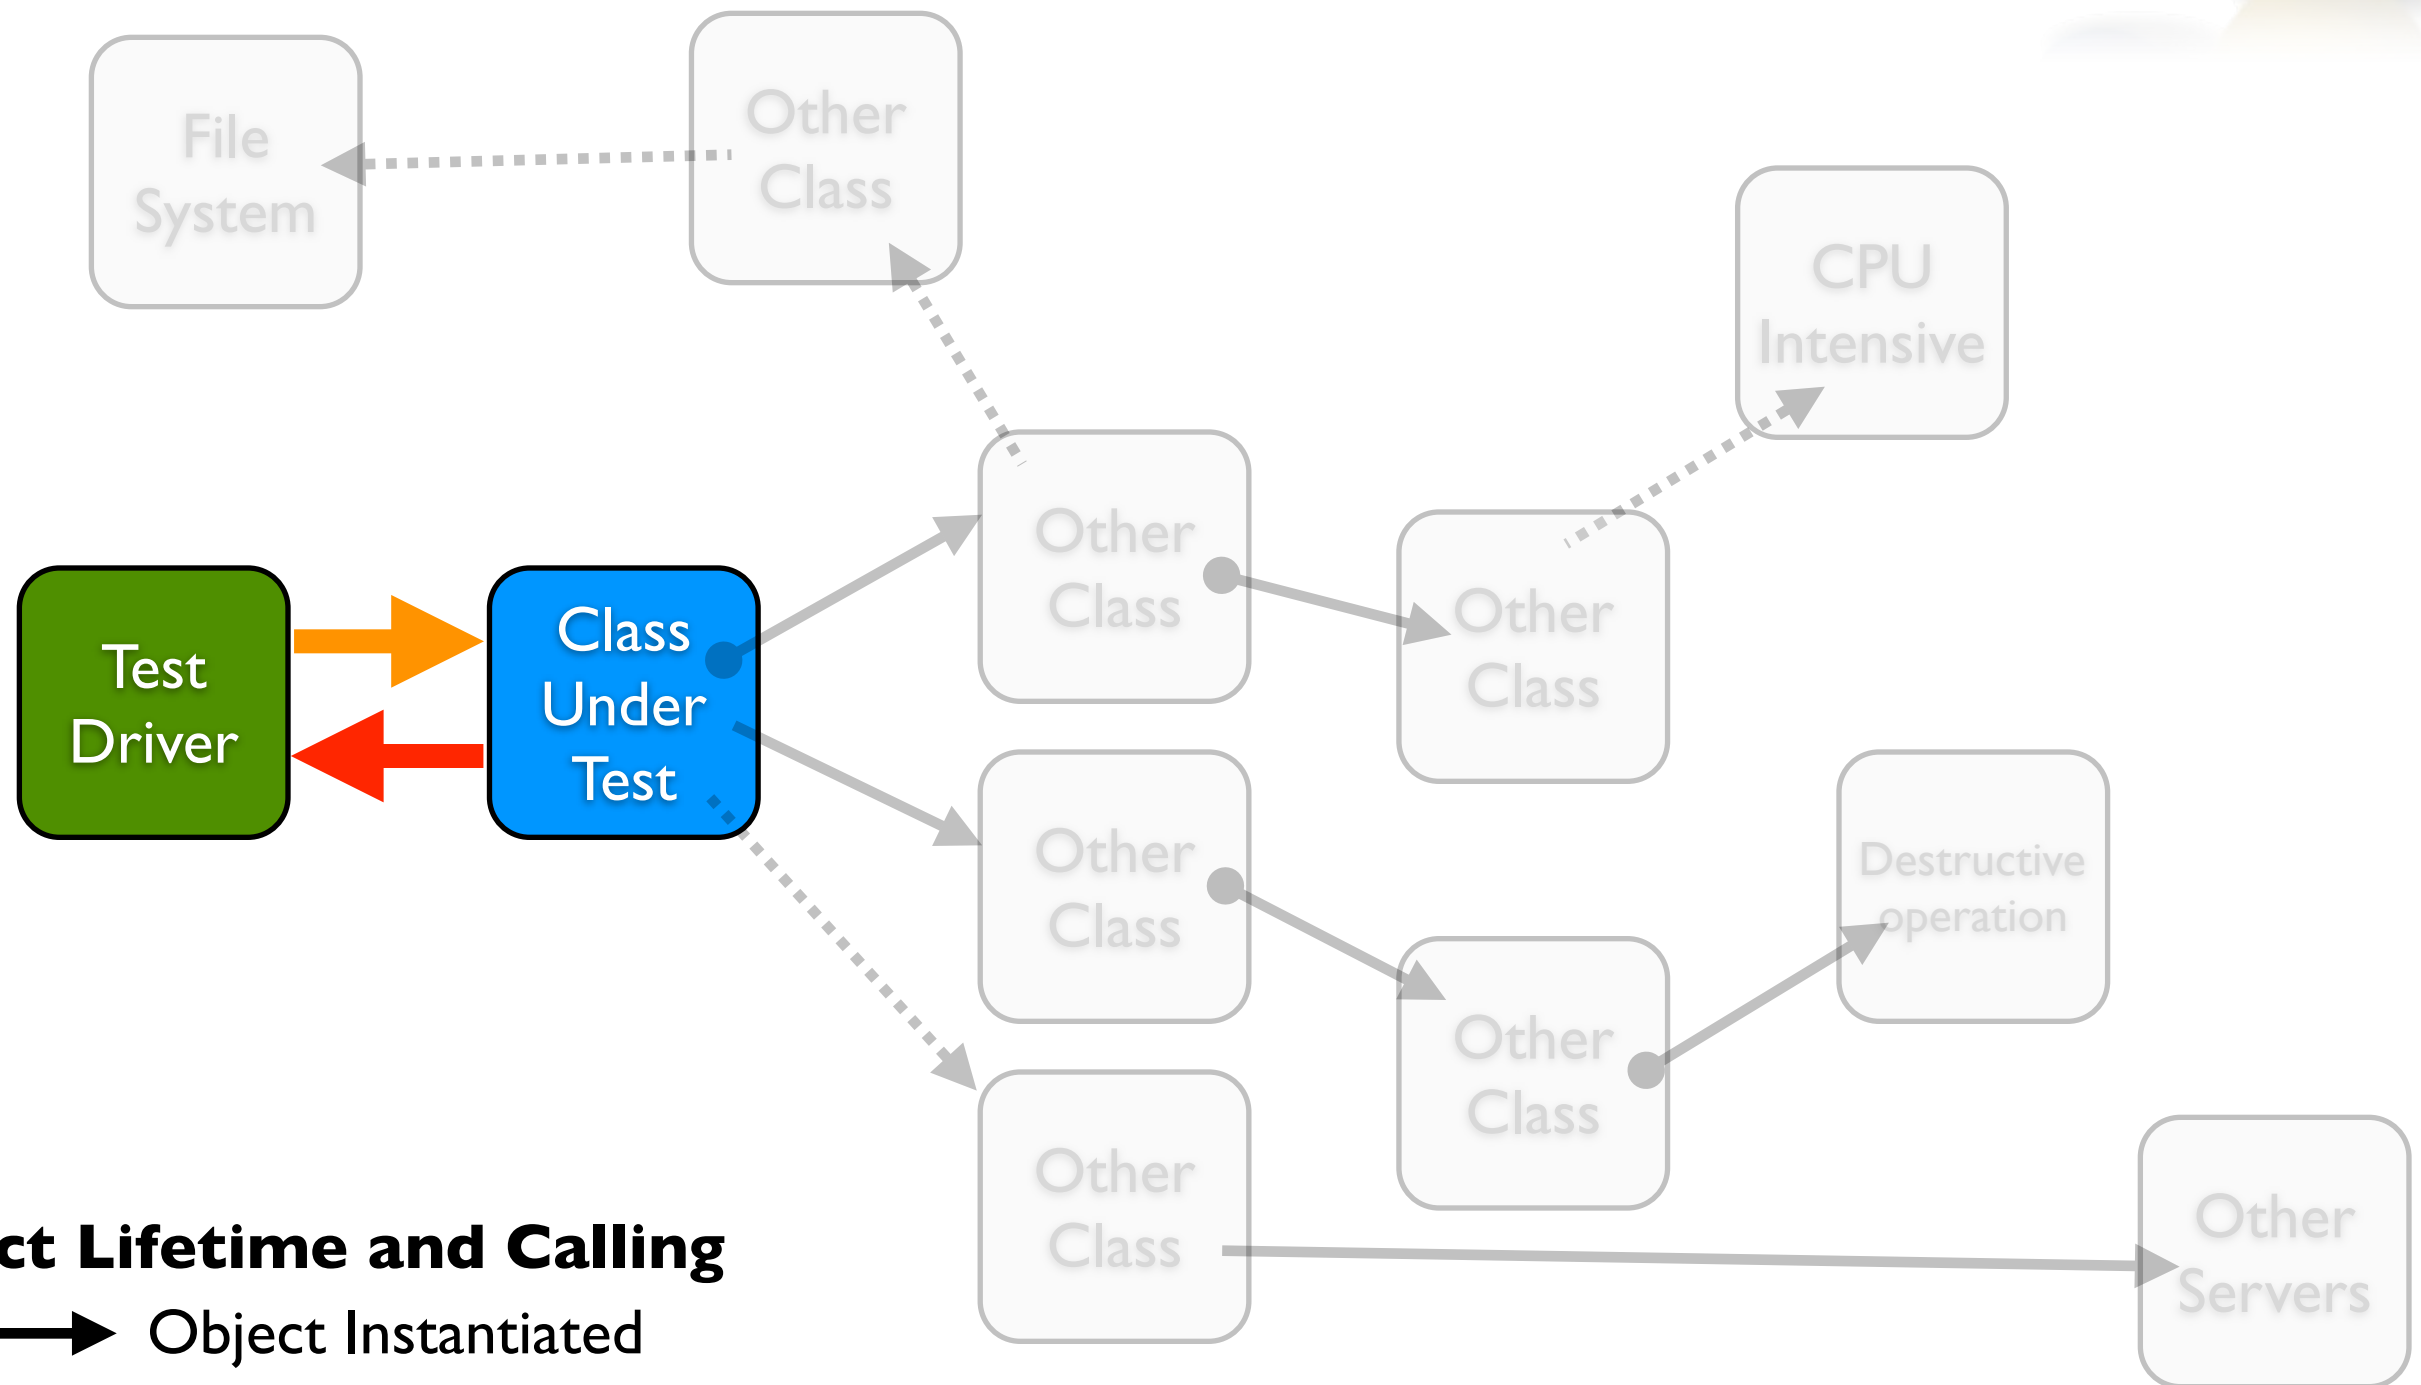 File
System
Other
Class
CPU
Intensive
Other
Class
Other
Class
Test
Driver
Class
Under
Test
Other
Class
Destructive
operation
Other
Class
Other
Class
Other
Servers
ct Lifetime and Calling
Object Instantiated